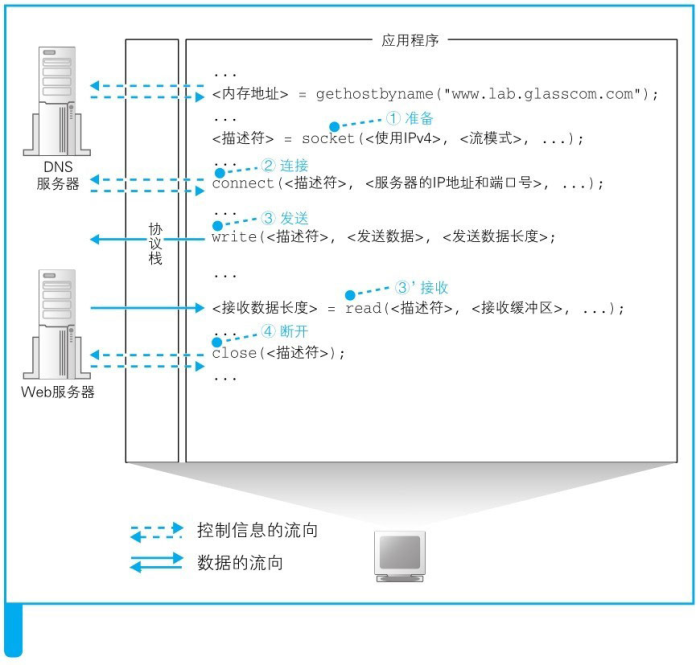 应用程序
...
<内存地址> = gethostbyname("www.lab.glasscom.com");
...
① 准备
<描述符> = socket(<使用IPv4>, <流模式>, ...);
...
② 连接
connect(<描述符>, <服务器的IP地址和端口号>, ...);
...
③ 发送
write(<描述符>, <发送数据>, <发送数据长度>;
...
③' 接收
<接收数据长度> = read(<描述符>, <接收缓冲区>, ...);
...
④ 断开
close(<描述符>);
...
DNS
服务器
协议栈
Web服务器
控制信息的流向
数据的流向